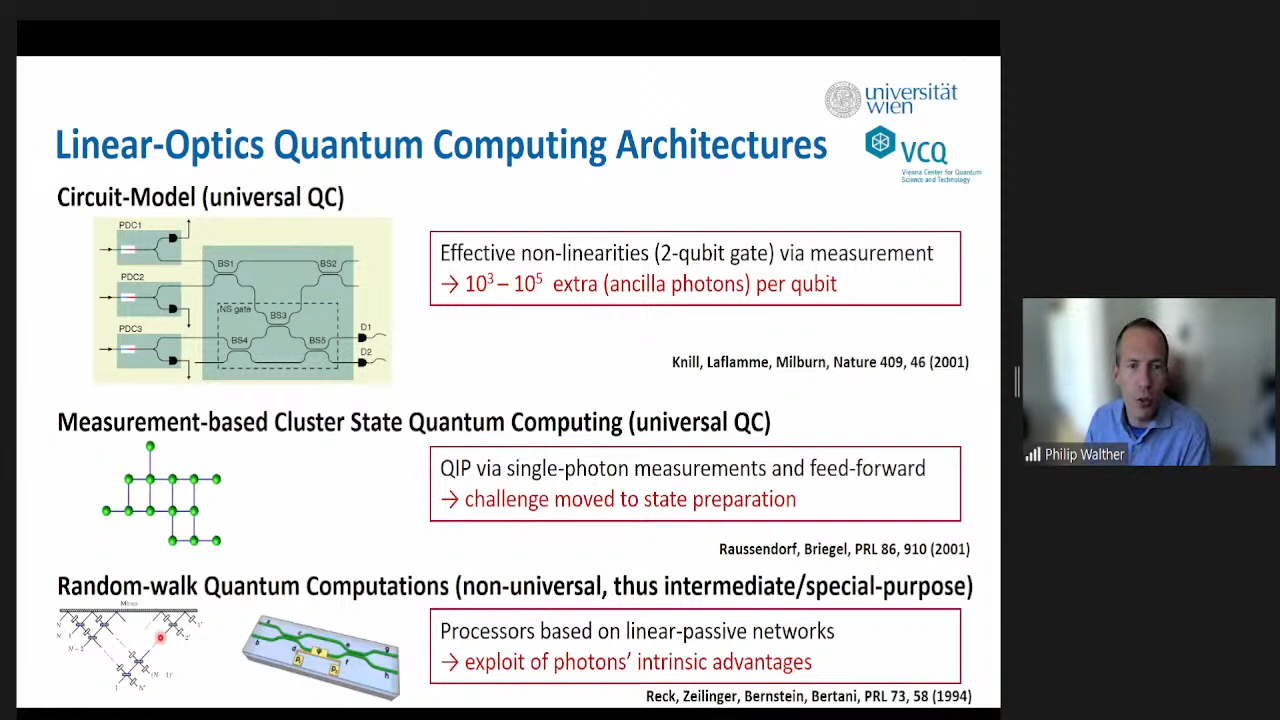 universität
wien
Linear-Optics Quantum Computing Architectures
VCQ
Vienna Center for Quantum
Science and Technology
Circuit-Model (universal QC)
PDC1
PDC2
PDC3
BS1
BS2
NS gate
BS3
BS4
BS5
D1
D2
Effective non-linearities (2-qubit gate) via measurement
→ 10³ – 10⁵ extra (ancilla photons) per qubit
Knill, Laflamme, Milburn, Nature 409, 46 (2001)
Measurement-based Cluster State Quantum Computing (universal QC)
QIP via single-photon measurements and feed-forward
→ challenge moved to state preparation
Raussendorf, Briegel, PRL 86, 910 (2001)
Random-walk Quantum Computations (non-universal, thus intermediate/special-purpose)
Mirror
Processors based on linear-passive networks
→ exploit of photons’ intrinsic advantages
Reck, Zeilinger, Bernstein, Bertani, PRL 73, 58 (1994)
Philip Walther